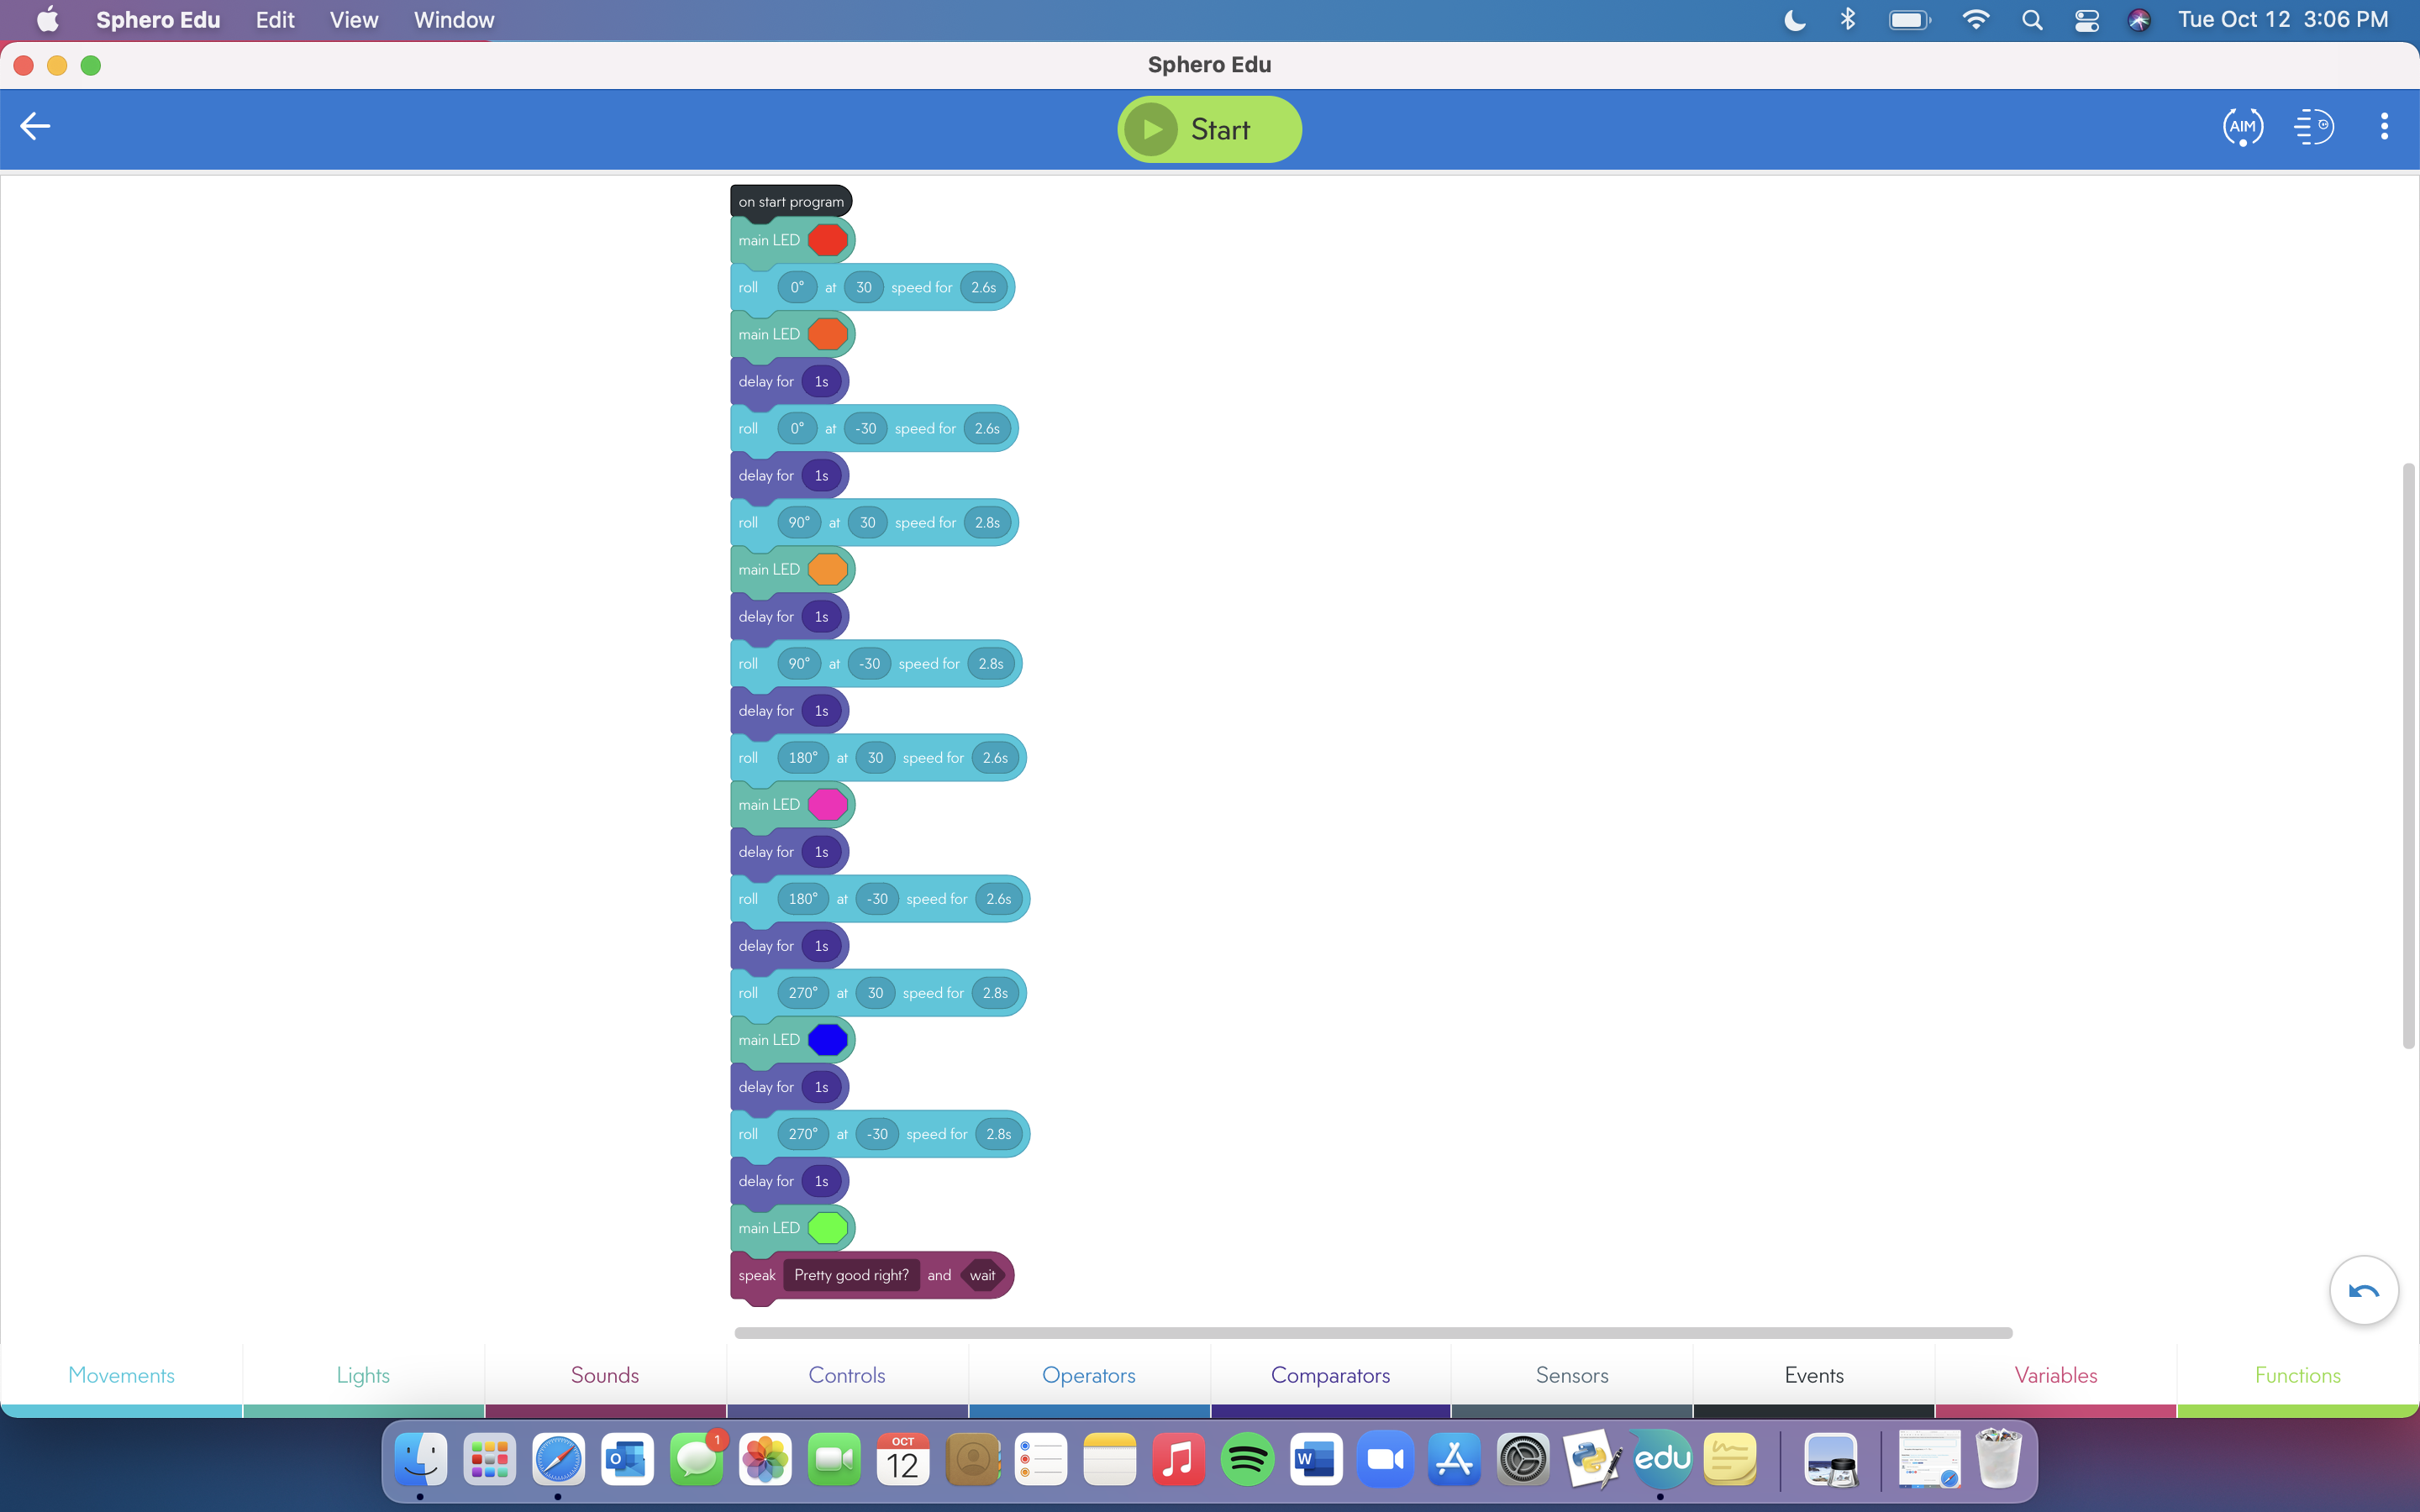 Sphero Edu Edit View Window Tue Oct 12 3:06 PM
Sphero Edu
Start
AIM
on start program
main LED
roll 0° at 30 speed for 2.6s
main LED
delay for 1s
roll 0° at -30 speed for 2.6s
delay for 1s
roll 90° at 30 speed for 2.8s
main LED
delay for 1s
roll 90° at -30 speed for 2.8s
delay for 1s
roll 180° at 30 speed for 2.6s
main LED
delay for 1s
roll 180° at -30 speed for 2.6s
delay for 1s
roll 270° at 30 speed for 2.8s
main LED
delay for 1s
roll 270° at -30 speed for 2.8s
delay for 1s
main LED
speak Pretty good right? and wait
Movements Lights Sounds Controls Operators Comparators Sensors Events Variables Functions
O 1 OCT 12 W edu